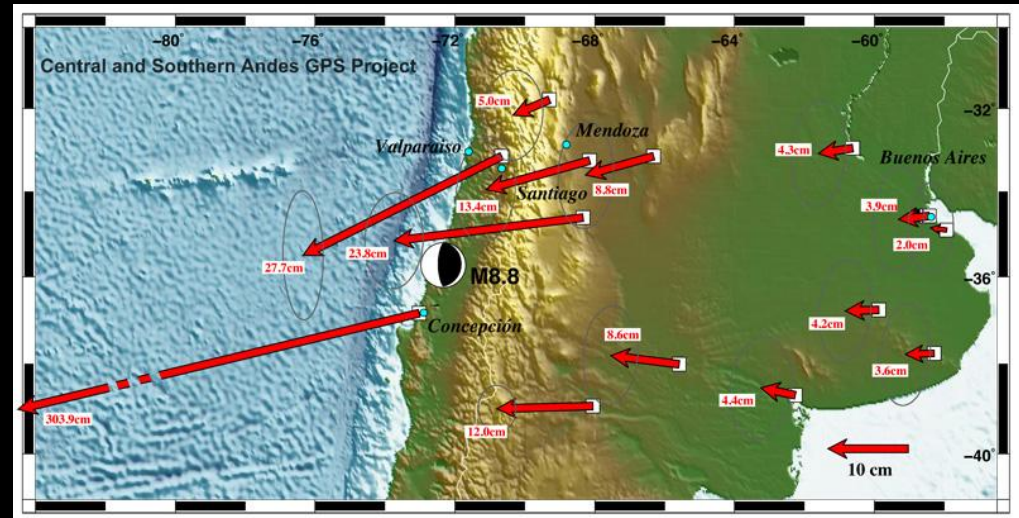 −80
−76
−72
−68
−64
−60
Central and Southern Andes GPS Project
5.0cm
−32
Valparaiso
Mendoza
4.3cm
Buenos Aires
8.8cm
13.4cm
Santiago
3.9cm
2.0cm
23.8cm
27.7cm
M8.8
−36
Concepción
8.6cm
4.2cm
3.6cm
4.4cm
303.9cm
12.0cm
−40
10 cm